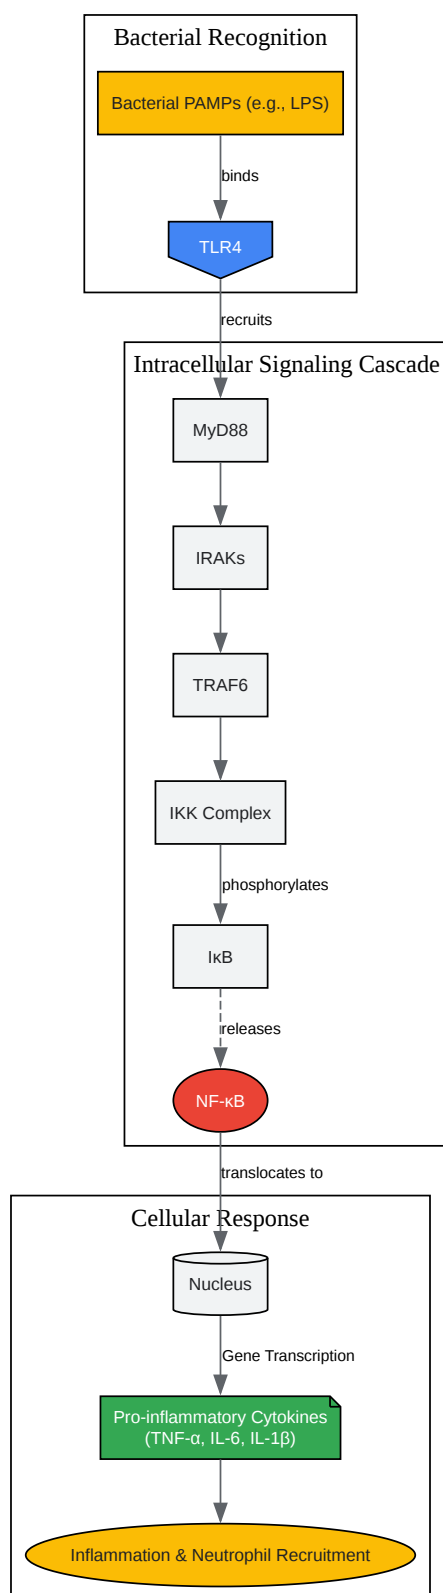 Bacterial Recognition
Bacterial PAMPs (e.g., LPS)
binds
TLR4
recruits
Intracellular Signaling Cascade
MyD88
IRAKs
TRAF6
IKK Complex
phosphorylates
IκB
releases
NF-κB
translocates to
Cellular Response
Nucleus
Gene Transcription
Pro-inflammatory Cytokines
(TNF-α, IL-6, IL-1β)
Inflammation & Neutrophil Recruitment